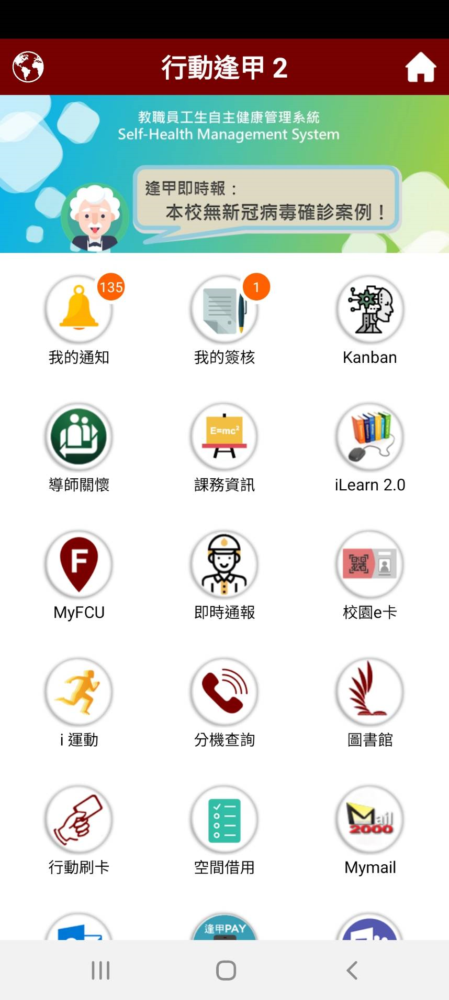 行動逢甲 2
教職員工生自主健康管理系統
Self-Health Management System
逢甲即時報：
本校無新冠病毒確診案例！
135
1
我的通知
我的簽核
Kanban
E=mc²
導師關懷
課務資訊
iLearn 2.0
F
MyFCU
即時通報
校園e卡
i 運動
分機查詢
圖書館
Mail
2000
行動刷卡
空間借用
Mymail
逢甲PAY